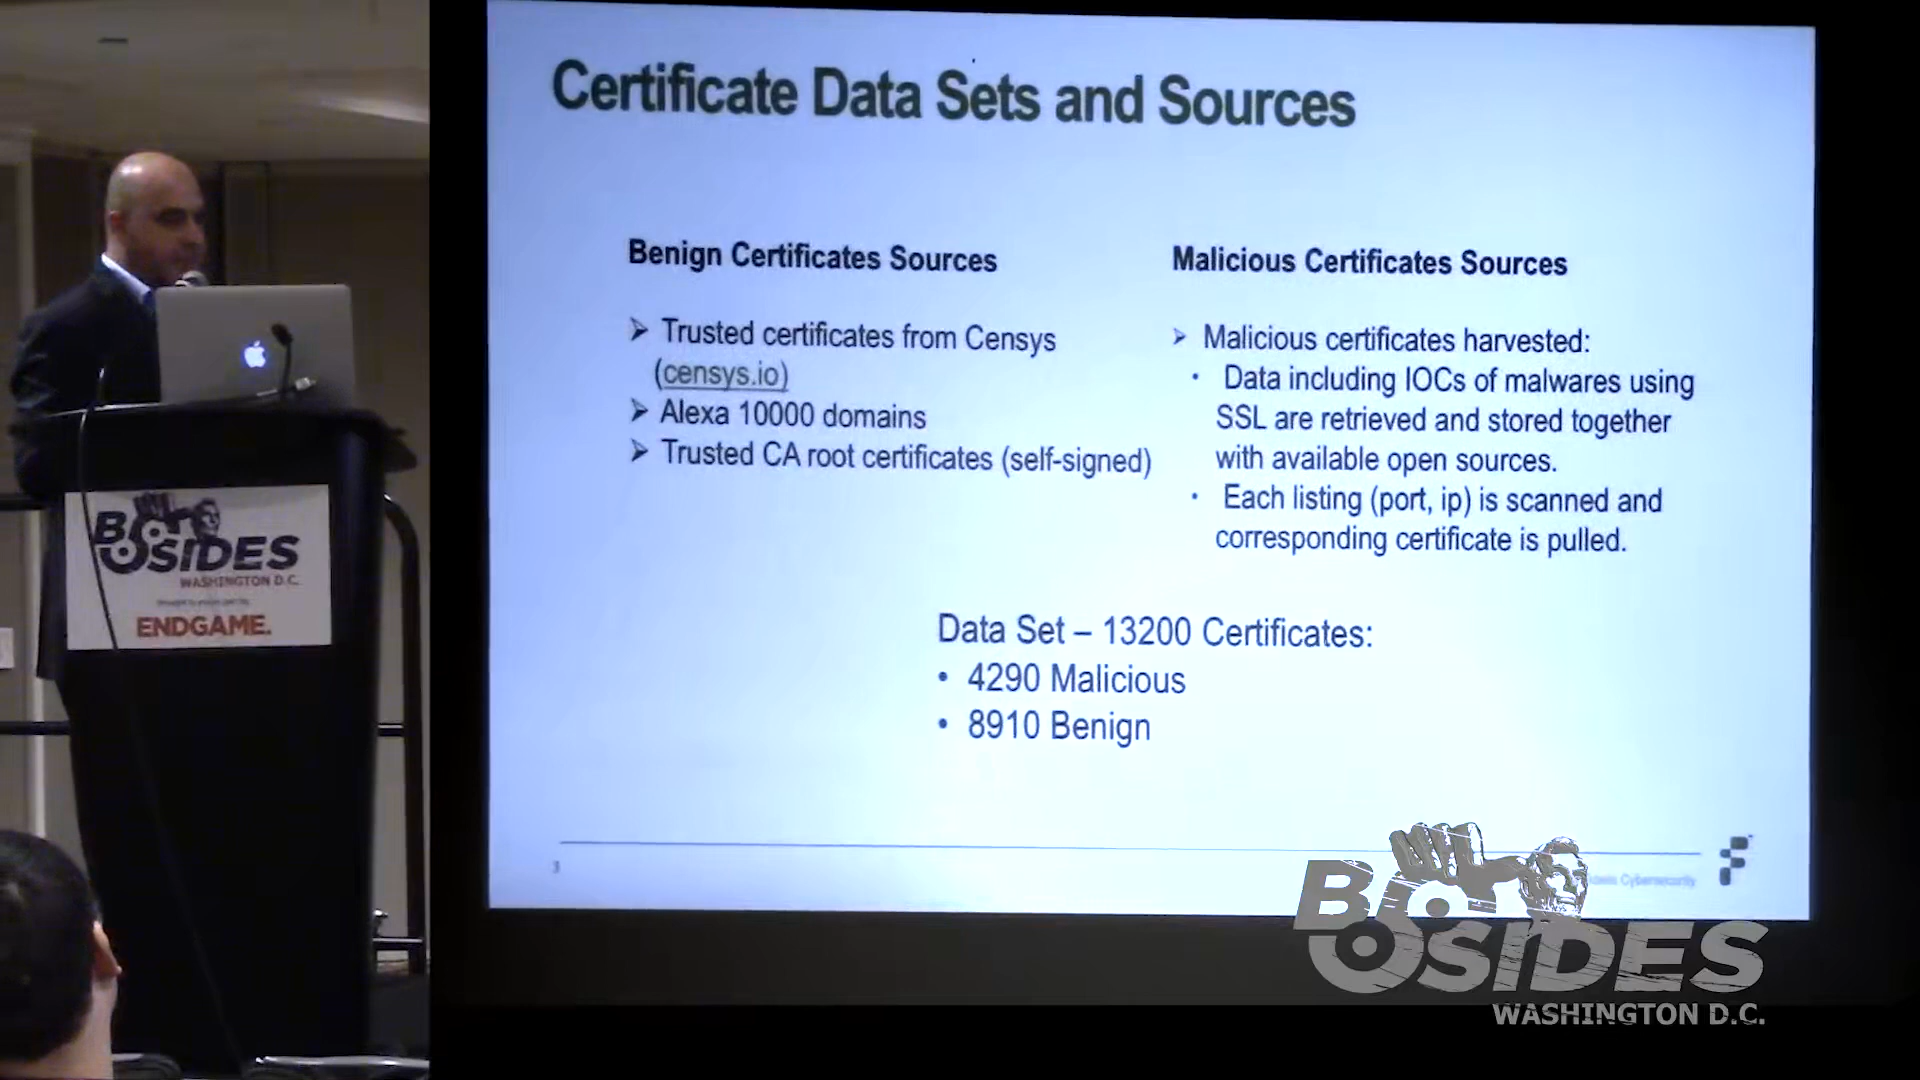 Certificate Data Sets and Sources
Benign Certificates Sources
➢ Trusted certificates from Censys
(censys.io)
➢ Alexa 10000 domains
➢ Trusted CA root certificates (self-signed)
Malicious Certificates Sources
➢ Malicious certificates harvested:
• Data including IOCs of malwares using
SSL are retrieved and stored together
with available open sources.
• Each listing (port, ip) is scanned and
corresponding certificate is pulled.
Data Set – 13200 Certificates:
• 4290 Malicious
• 8910 Benign
3
Cybersecurity
BSIDES
WASHINGTON D.C.
ENDGAME.
BSIDES
WASHINGTON D.C.